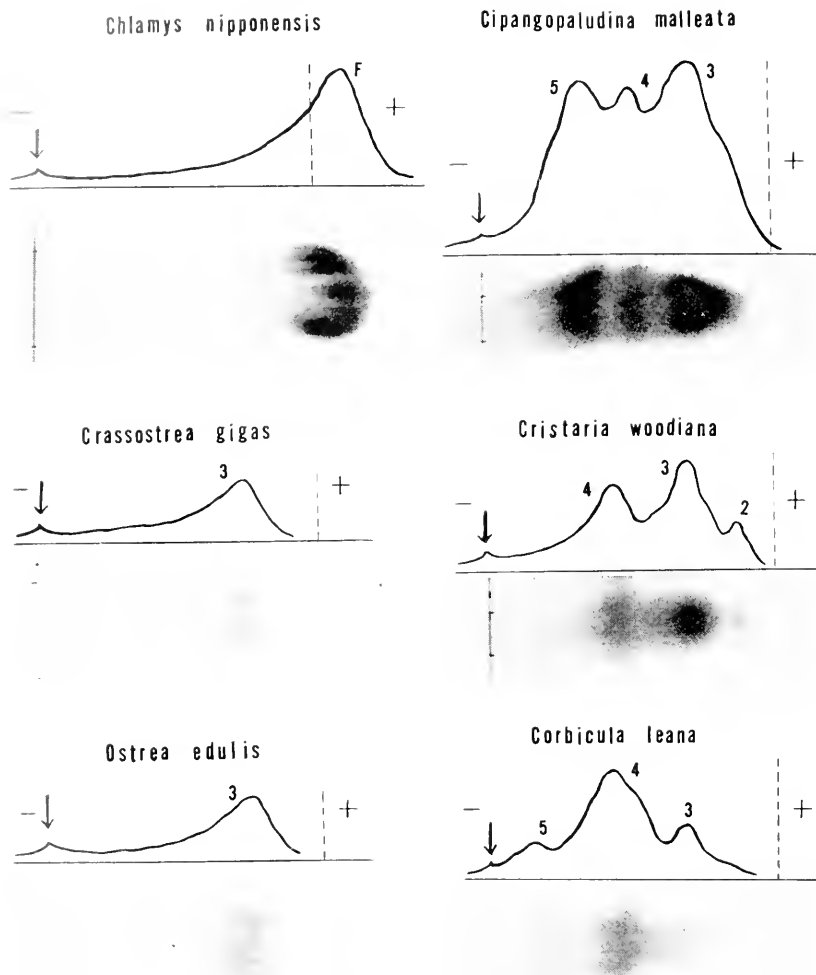 Chlamys nipponensis
F
- +
Cipangopaludina malleata
5 4 3
- +
Crassostrea gigas
3
- +
Cristaria woodiana
4 3 2
- +
Ostrea edulis
3
- +
Corbicula leana
5 4 3
- +